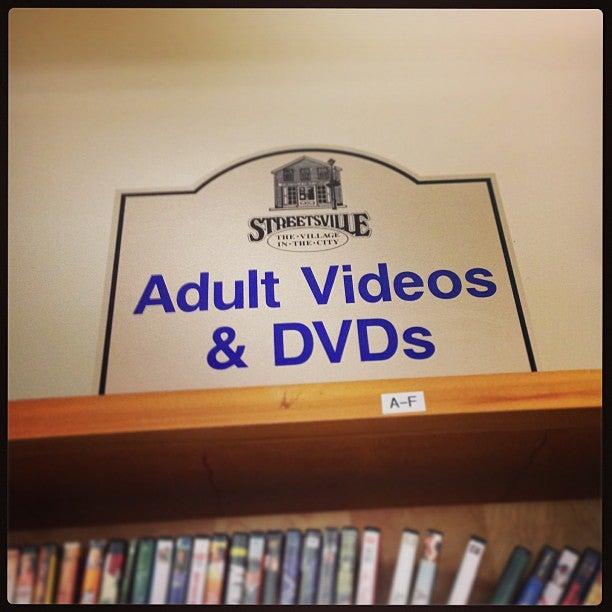 STREETSVILLE
THE • VILLAGE
IN • THE • CITY
Adult Videos
& DVDs
A-F